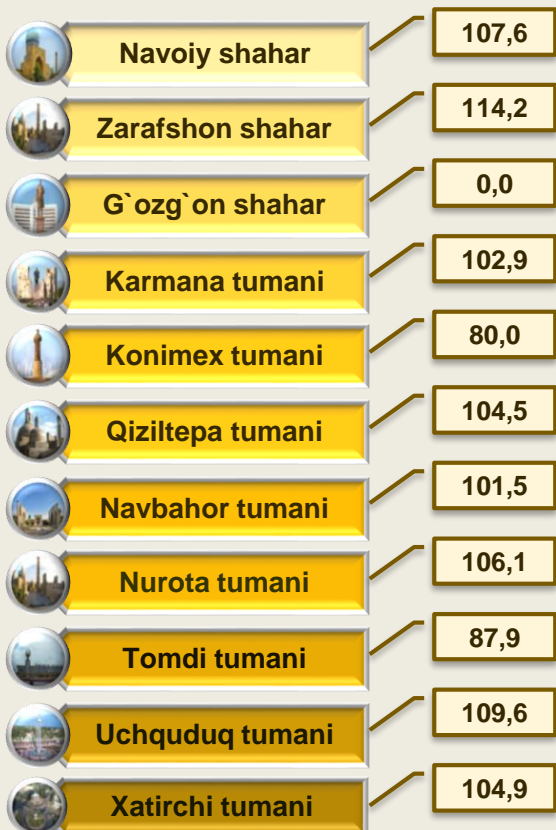 Navoiy shahar 107,6
Zarafshon shahar 114,2
G`ozg`on shahar 0,0
Karmana tumani 102,9
Konimex tumani 80,0
Qiziltepa tumani 104,5
Navbahor tumani 101,5
Nurota tumani 106,1
Tomdi tumani 87,9
Uchquduq tumani 109,6
Xatirchi tumani 104,9